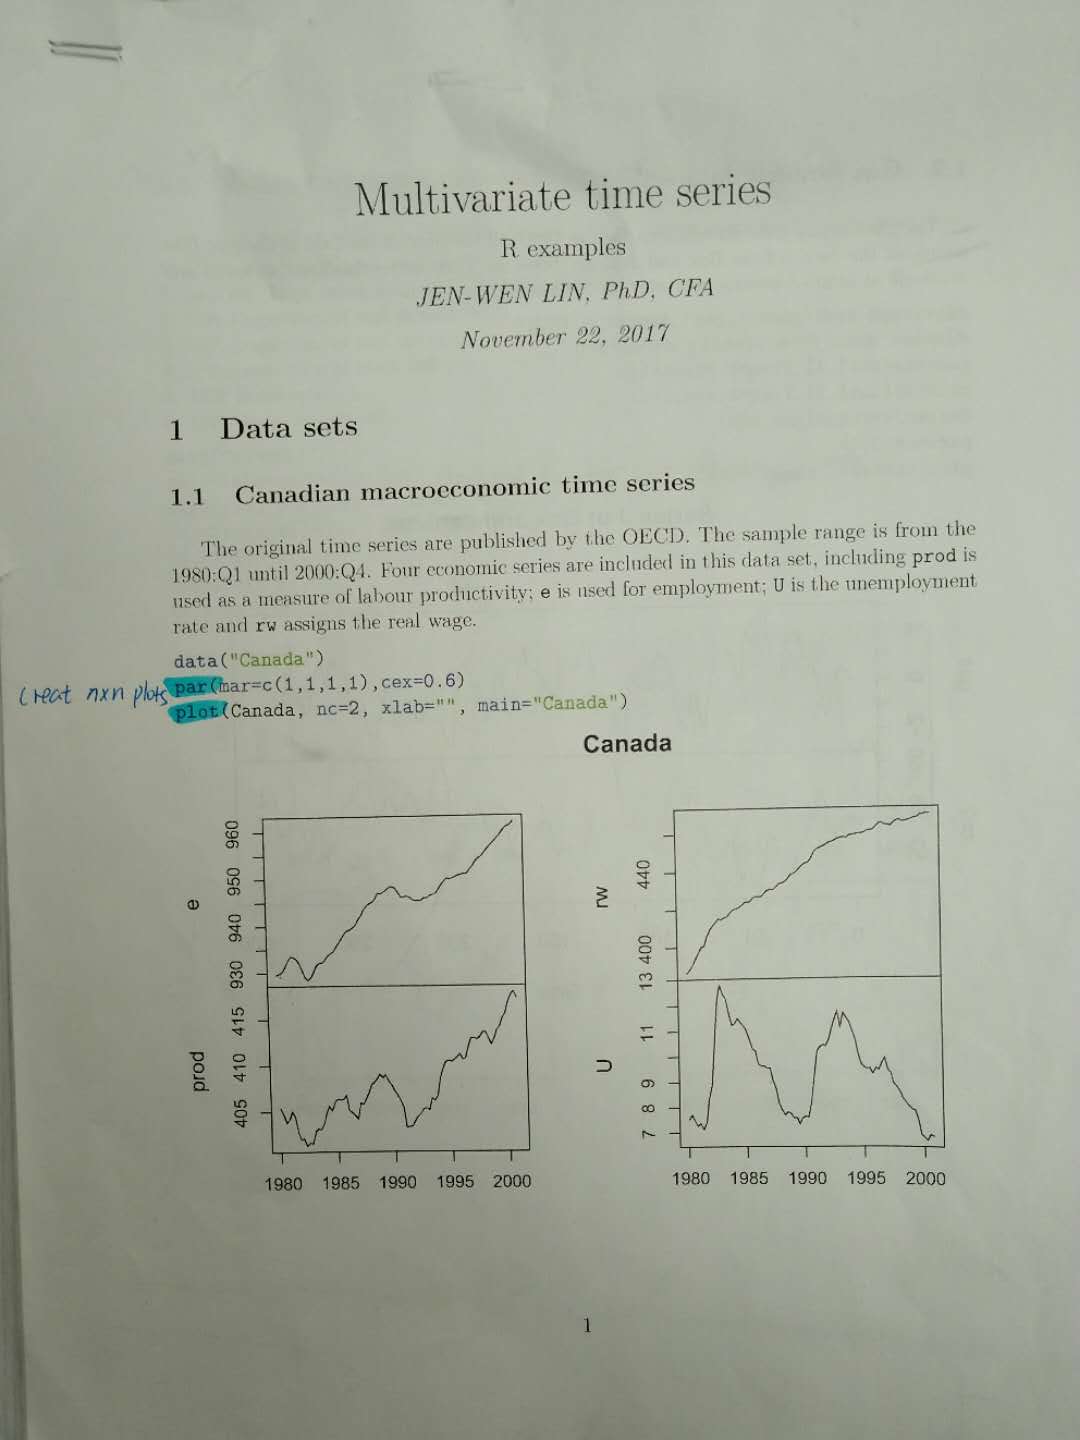 Multivariate time series
R examples
JEN-WEN LIN, PhD, CFA
November 22, 2017
1 Data sets
1.1 Canadian macroeconomic time series
The original time series are published by the OECD. The sample range is from the
1980:Q1 until 2000:Q4. Four economic series are included in this data set, including prod is
used as a measure of labour productivity; e is used for employment; U is the unemployment
rate and rw assigns the real wage.
data("Canada")
Creat nxn plots par(mar=c(1,1,1,1),cex=0.6)
plot(Canada, nc=2, xlab="", main="Canada")
Canada
e
930 940 950 960
prod
405 410 415
1980 1985 1990 1995 2000
rw
400 440
U
7 8 9 11 13
1980 1985 1990 1995 2000
1